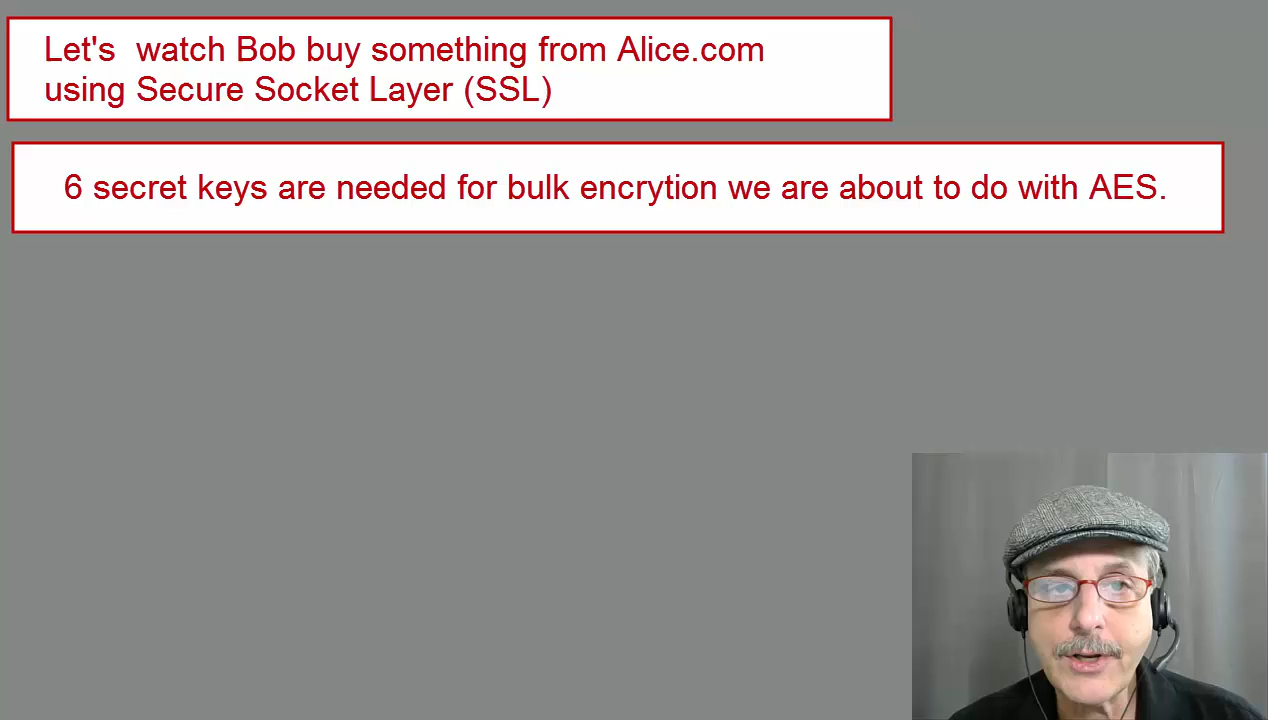 Let's  watch Bob buy something from Alice.com
using Secure Socket Layer (SSL)
6 secret keys are needed for bulk encrytion we are about to do with AES.